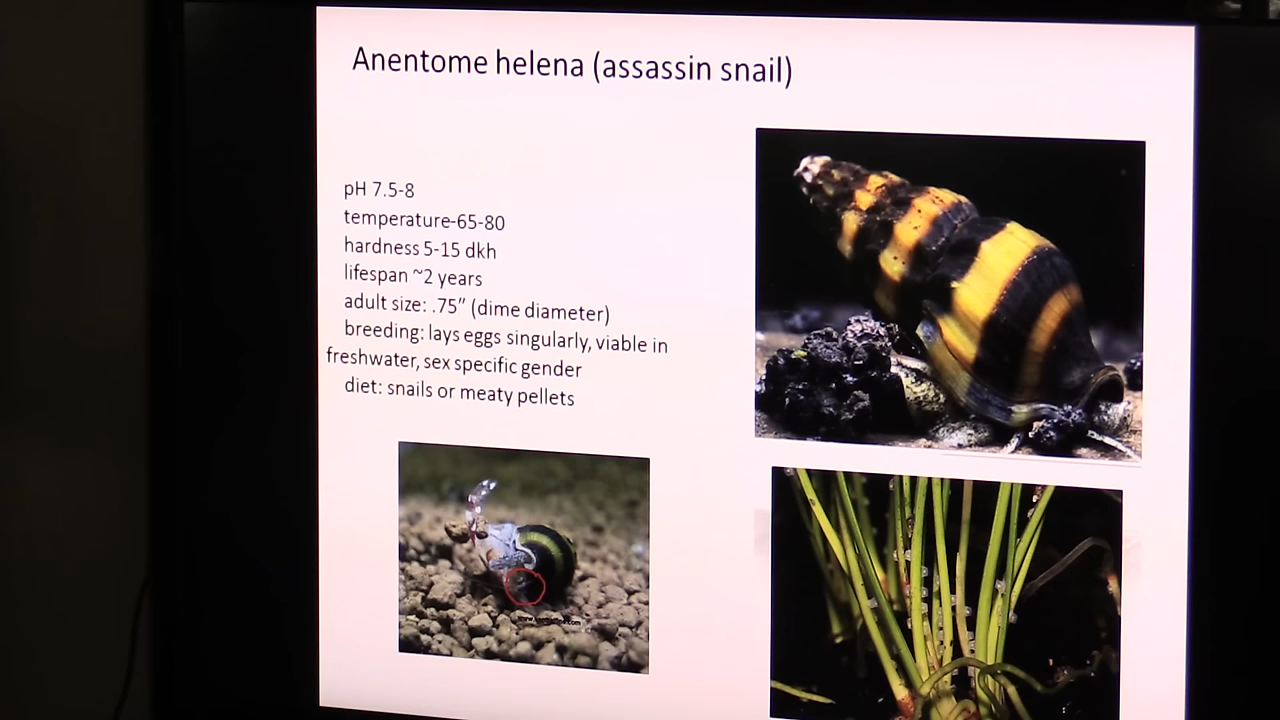 Anentome helena (assassin snail)
pH 7.5-8
temperature-65-80
hardness 5-15 dkh
lifespan ~2 years
adult size: .75” (dime diameter)
breeding: lays eggs singularly, viable in
freshwater, sex specific gender
diet: snails or meaty pellets